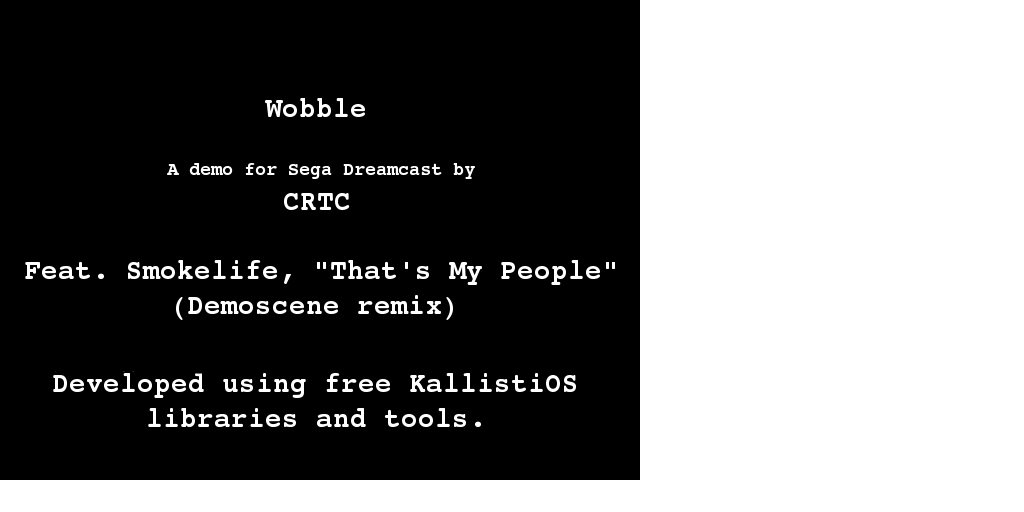 Wobble
A demo for Sega Dreamcast by
CRTC
Feat. Smokelife, "That's My People"
(Demoscene remix)
Developed using free KallistiOS
libraries and tools.